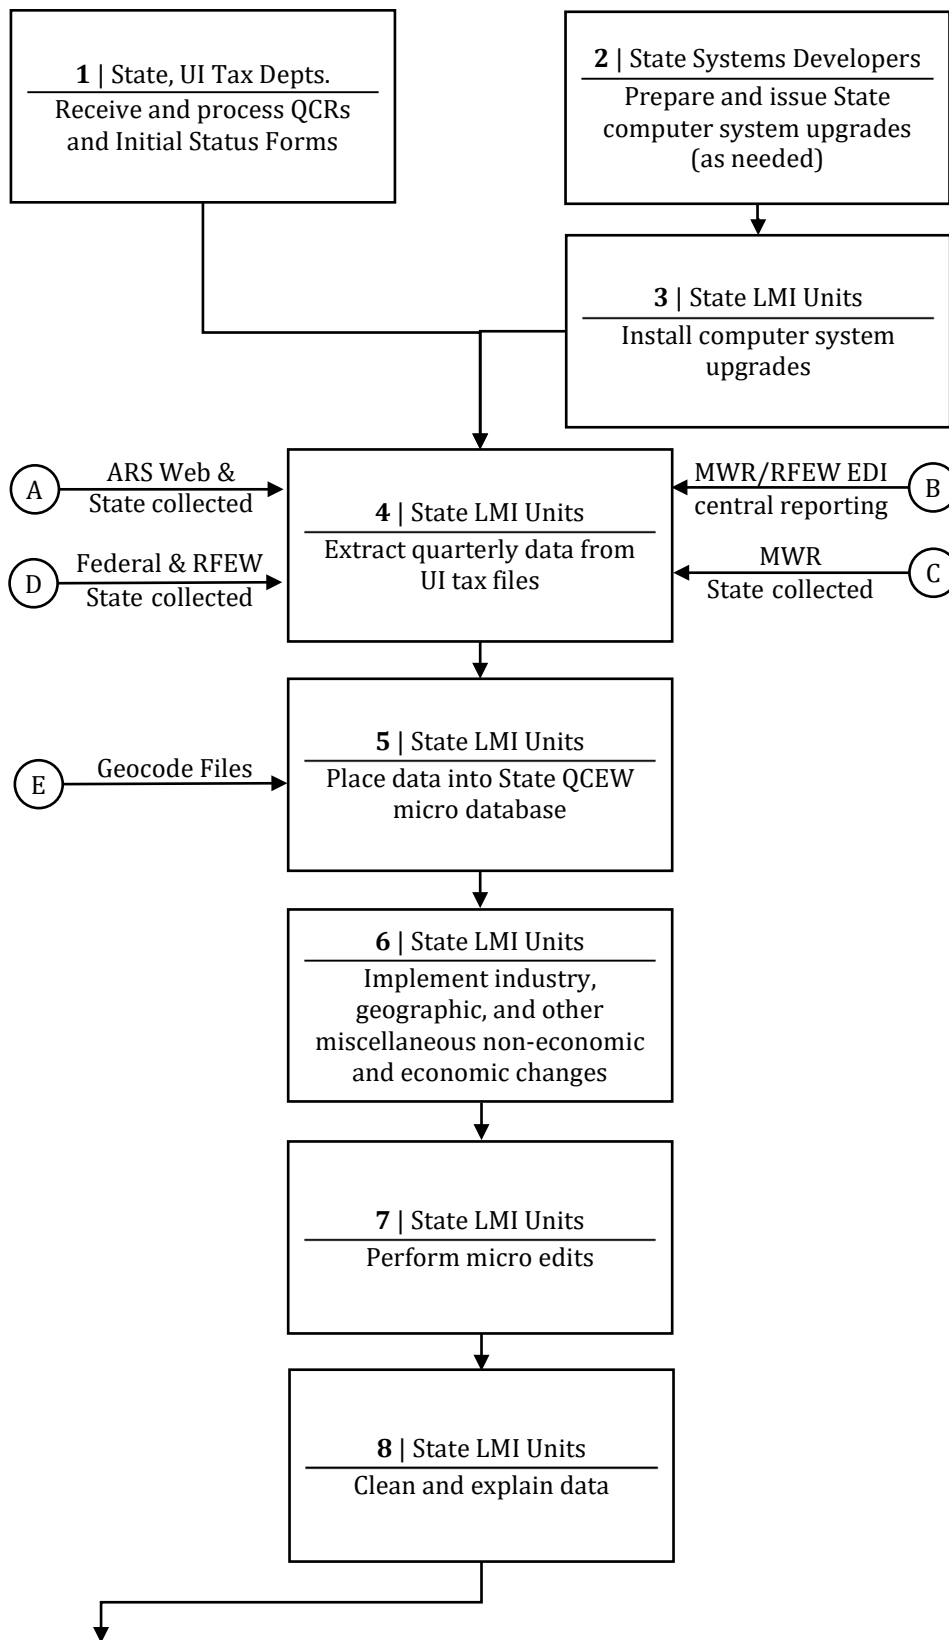 1 | State, UI Tax Depts.
Receive and process QCRs
and Initial Status Forms
2 | State Systems Developers
Prepare and issue State
computer system upgrades
(as needed)
3 | State LMI Units
Install computer system
upgrades
A
ARS Web &
State collected
D
Federal & RFEW
State collected
4 | State LMI Units
Extract quarterly data from
UI tax files
MWR/RFEW EDI
central reporting
B
MWR
State collected
C
E
Geocode Files
5 | State LMI Units
Place data into State QCEW
micro database
6 | State LMI Units
Implement industry,
geographic, and other
miscellaneous non-economic
and economic changes
7 | State LMI Units
Perform micro edits
8 | State LMI Units
Clean and explain data